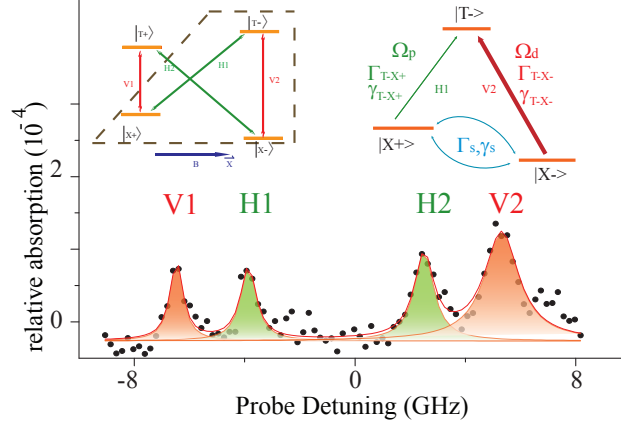 |T+⟩
|T-⟩
H2
H1
V1
V2
|X+⟩
|X-⟩
B
X
|T->
Ωp
ΓT-X+
γT-X+
H1
Ωd
ΓT-X-
γT-X-
V2
|X+>
Γs,γs
|X->
relative absorption (10-4)
2
0
V1
H1
H2
V2
-8
0
8
Probe Detuning (GHz)